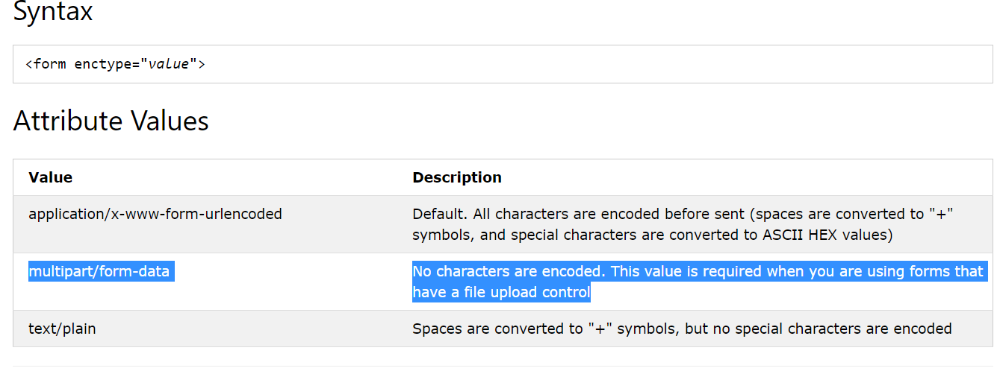 Syntax
<form enctype="value">
Attribute Values
Value Description
application/x-www-form-urlencoded Default. All characters are encoded before sent (spaces are converted to "+"
symbols, and special characters are converted to ASCII HEX values)
multipart/form-data No characters are encoded. This value is required when you are using forms that
have a file upload control
text/plain Spaces are converted to "+" symbols, but no special characters are encoded